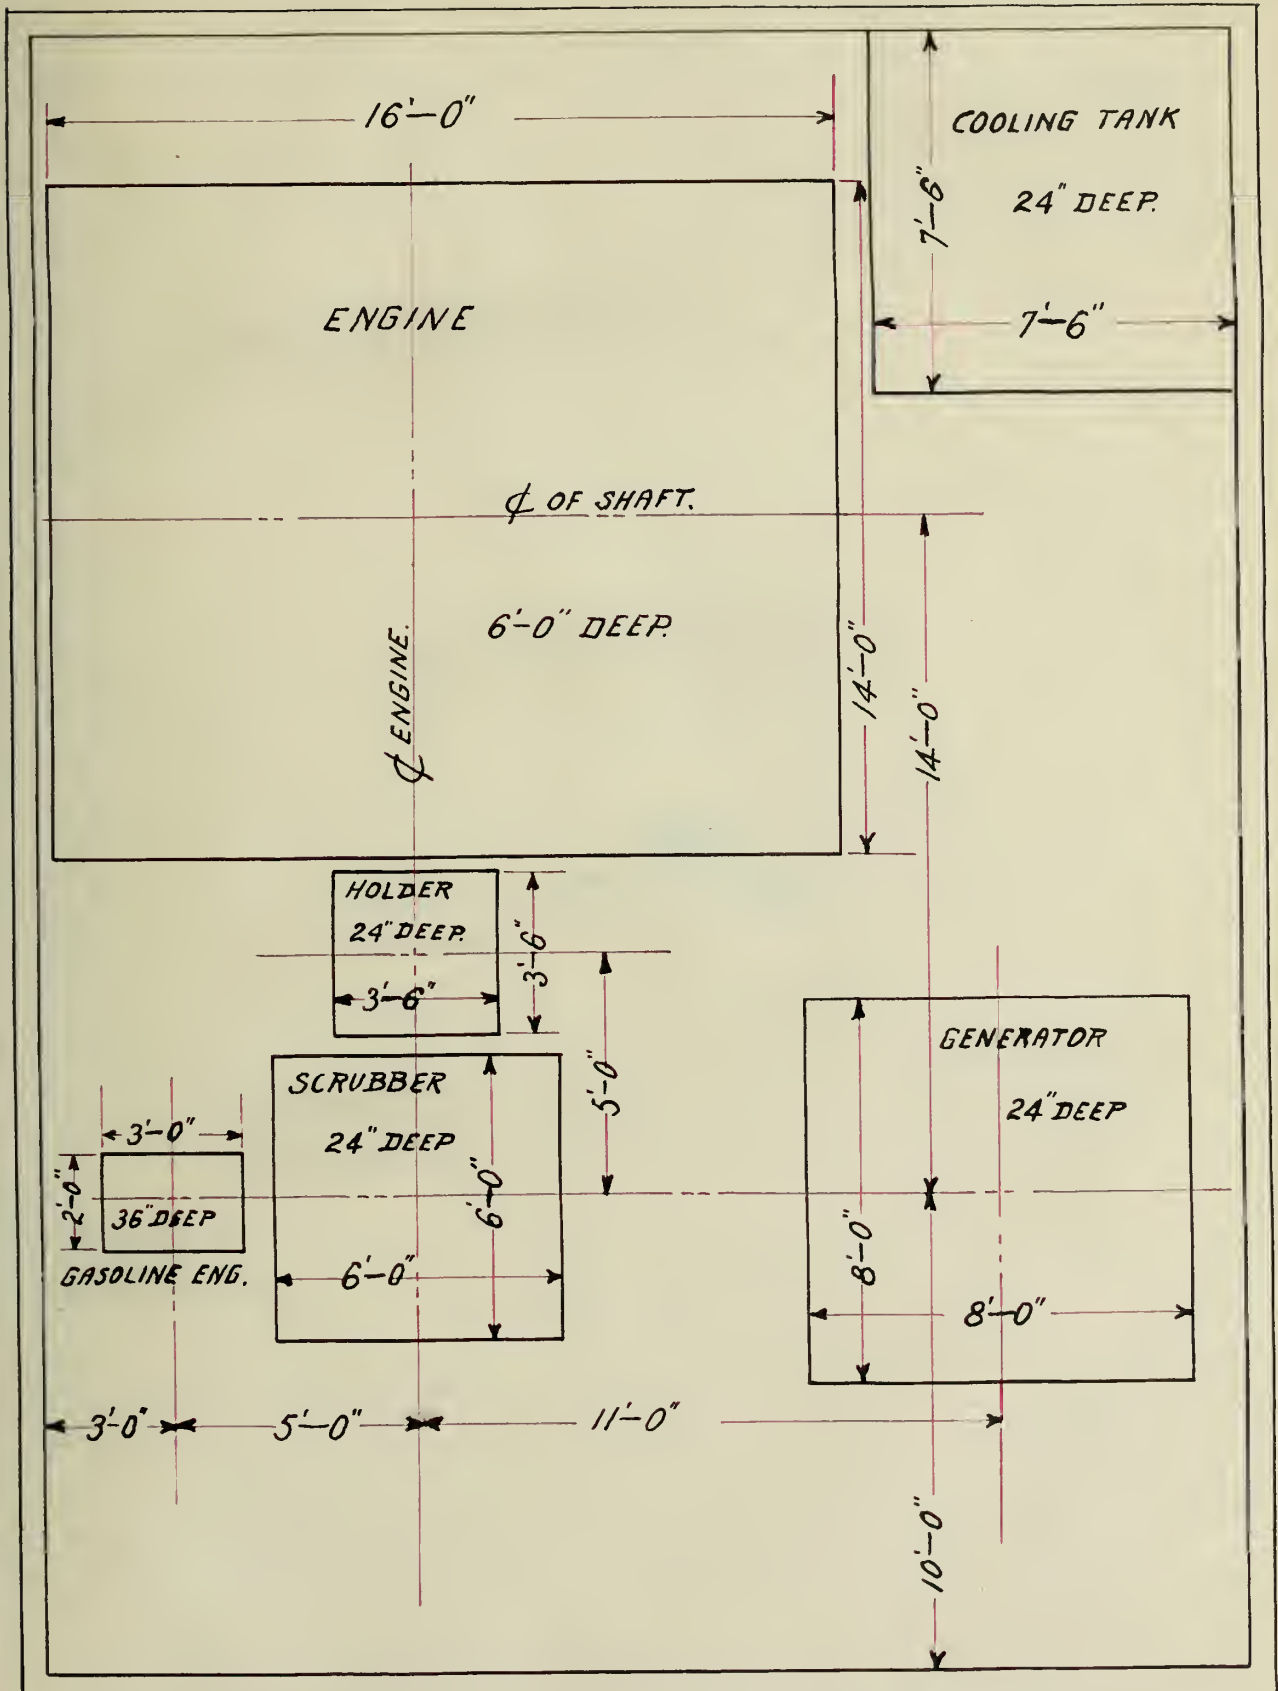 16'-0"
COOLING TANK
24" DEEP.
7'-6"
7'-6"
ENGINE
℄ OF SHAFT.
6'-0" DEEP.
℄ ENGINE.
14'-0"
14'-0"
HOLDER
24" DEEP.
3'-6"
3'-6"
GENERATOR
24" DEEP
SCRUBBER
24" DEEP
5'-0"
3'-0"
2'-0"
36" DEEP
GASOLINE ENG.
6'-0"
6'-0"
8'-0"
8'-0"
3'-0"
5'-0"
11'-0"
10'-0"